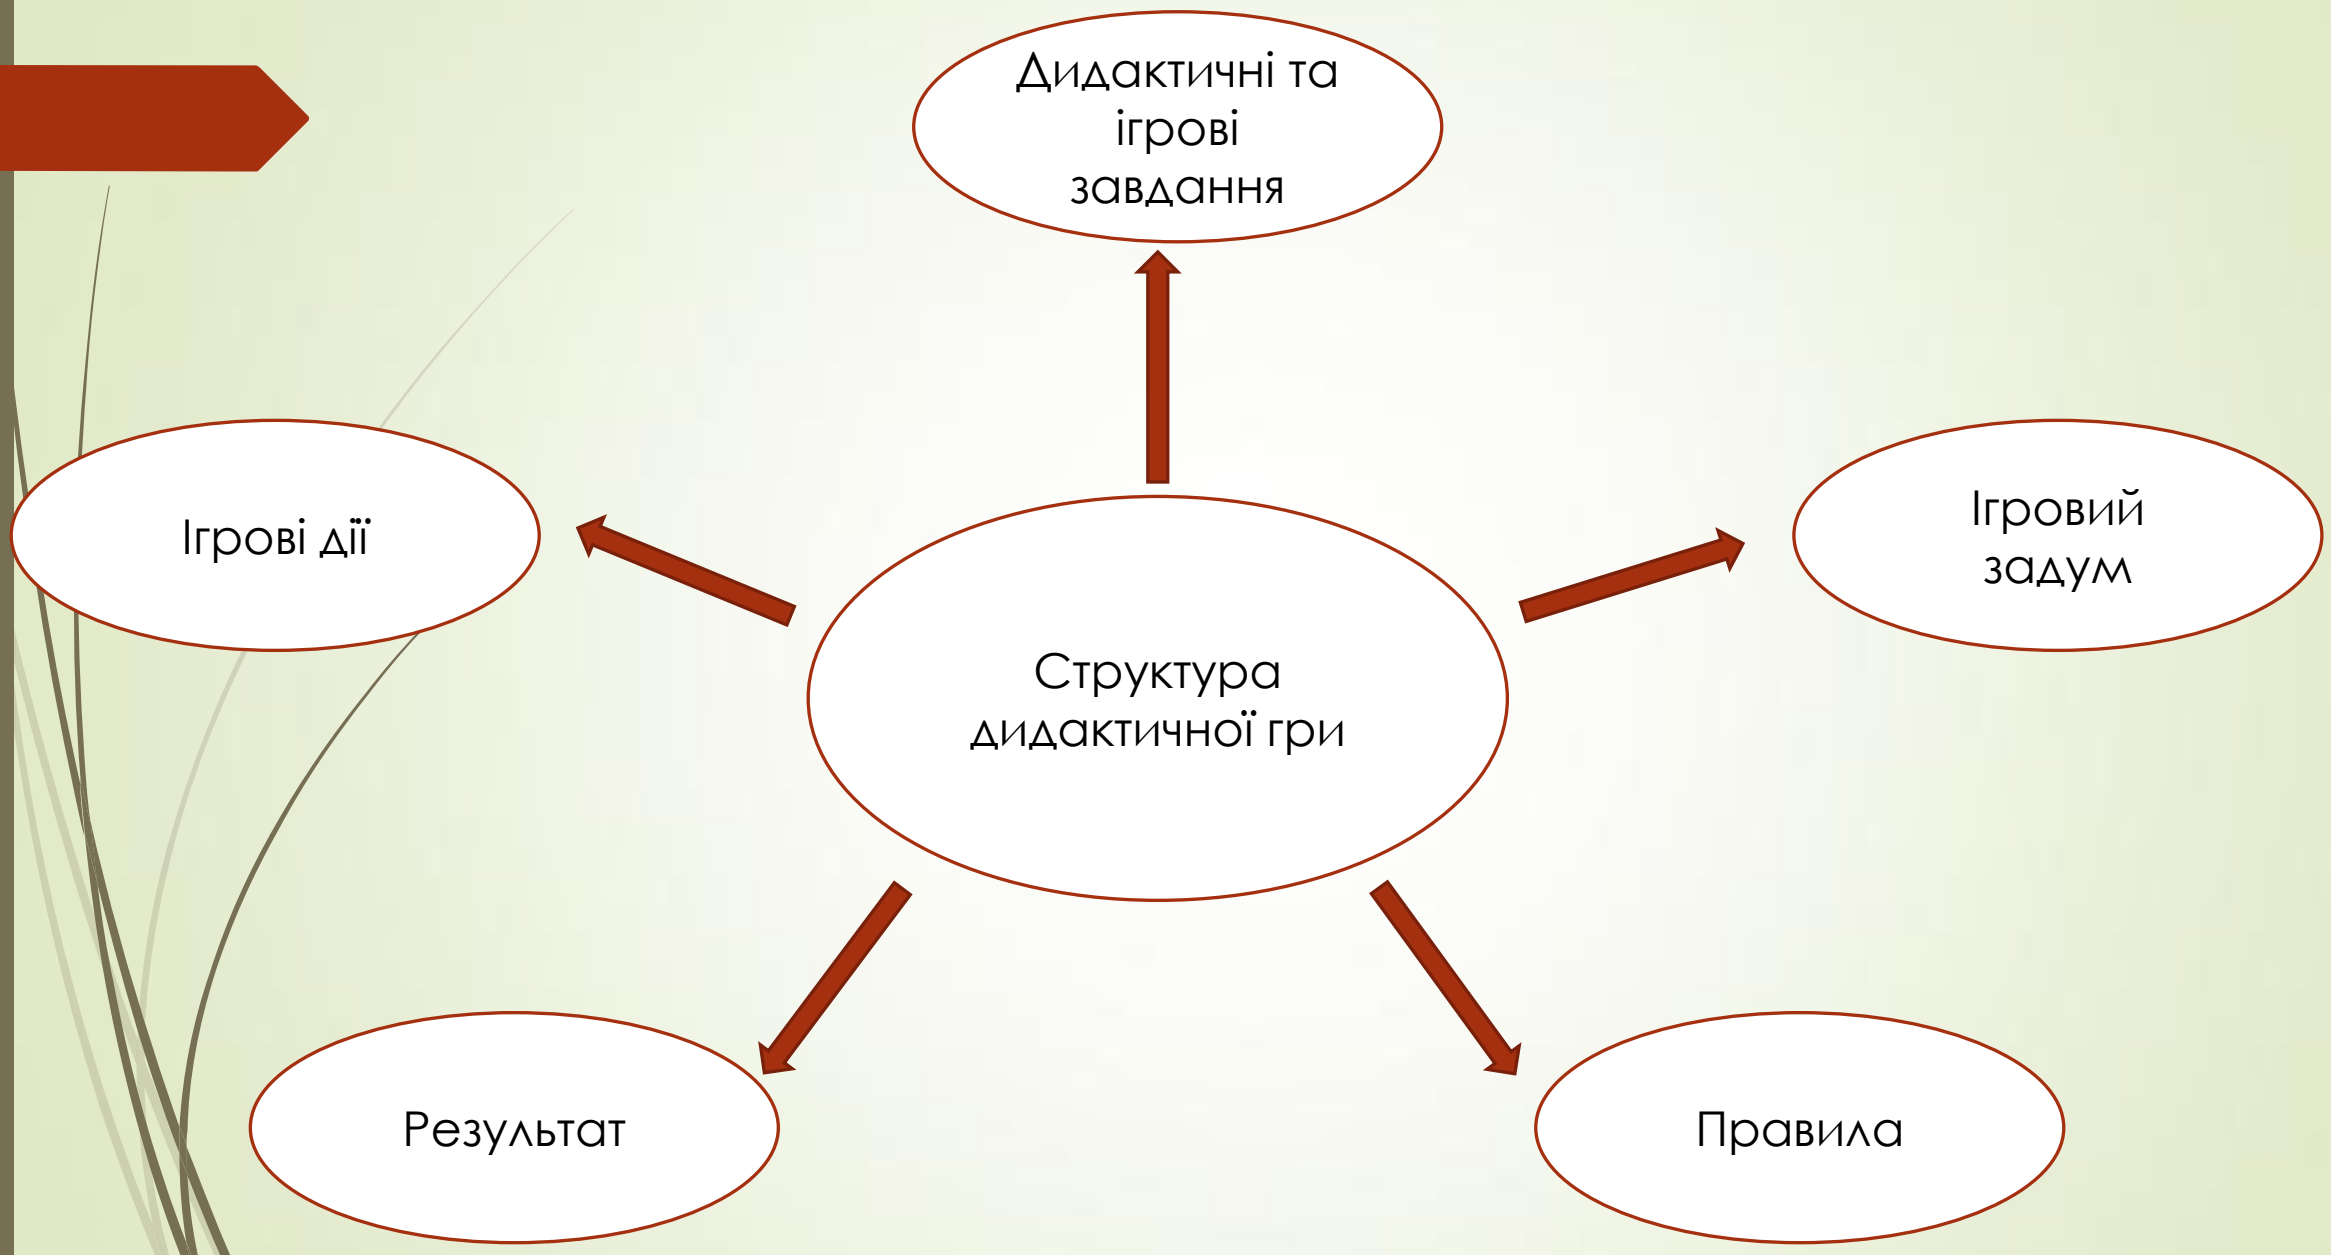 Дидактичні та
ігрові
завдання
Ігрові дії
Ігровий
задум
Структура
дидактичної гри
Результат
Правила